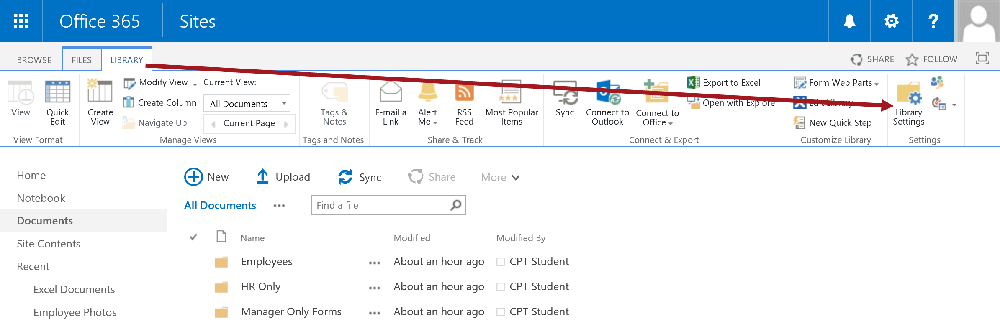 Office 365 Sites ?
BROWSE FILES LIBRARY SHARE FOLLOW
View
Quick
Edit
View Format
Create
View
Modify View
Create Column
Navigate Up
Current View:
All Documents
Current Page
Manage Views
Tags &
Notes
Tags and Notes
E-mail a
Link
Alert
Me
RSS
Feed
Most Popular
Items
Share & Track
Sync
Connect to
Outlook
Connect to
Office
Export to Excel
Open with Explorer
Connect & Export
Form Web Parts
Edit Library
New Quick Step
Customize Library
Library
Settings
Settings
Home
Notebook
Documents
Site Contents
Recent
Excel Documents
Employee Photos
New Upload Sync Share More
All Documents ••• Find a file
Name Modified Modified By
Employees ••• About an hour ago CPT Student
HR Only ••• About an hour ago CPT Student
Manager Only Forms ••• About an hour ago CPT Student